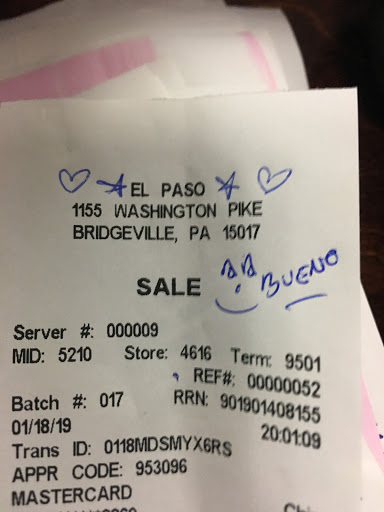 EL PASO
1155 WASHINGTON PIKE
BRIDGEVILLE, PA 15017
SALE
BUENO
Server #: 000009
MID: 5210 Store: 4616 Term: 9501
REF#: 00000052
Batch #: 017 RRN: 901901408155
01/18/19 20:01:09
Trans ID: 0118MDSMYX6RS
APPR CODE: 953096
MASTERCARD